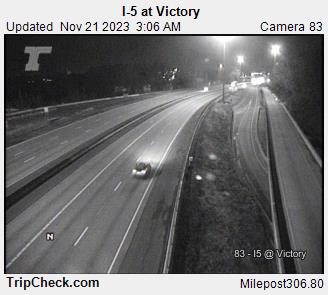 I-5 at Victory
Updated Nov 21 2023 3:06 AM Camera 83
T
N
83 - I5 @ Victory
TripCheck.com Milepost306.80